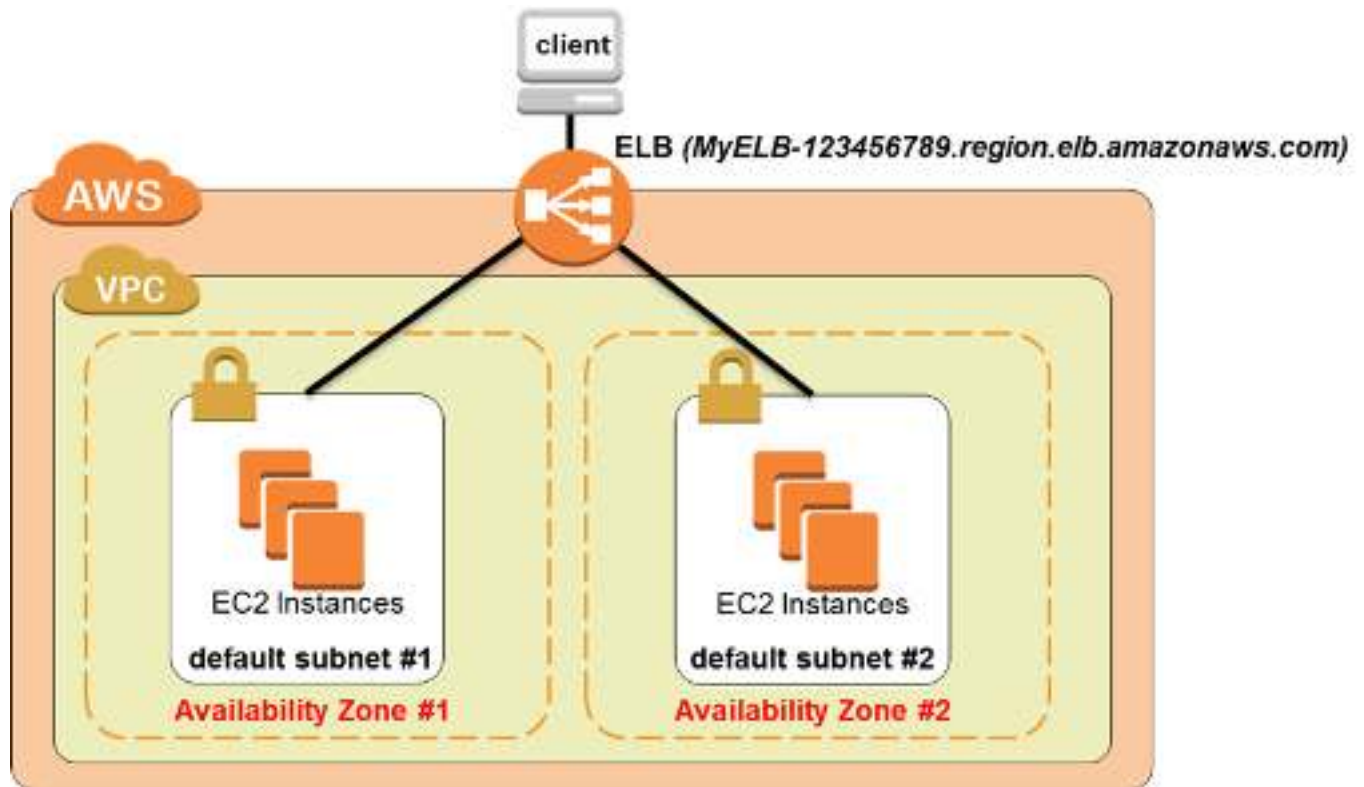 client
ELB (MyELB-123456789.region.elb.amazonaws.com)
AWS
VPC
EC2 Instances
default subnet #1
Availability Zone #1
EC2 Instances
default subnet #2
Availability Zone #2